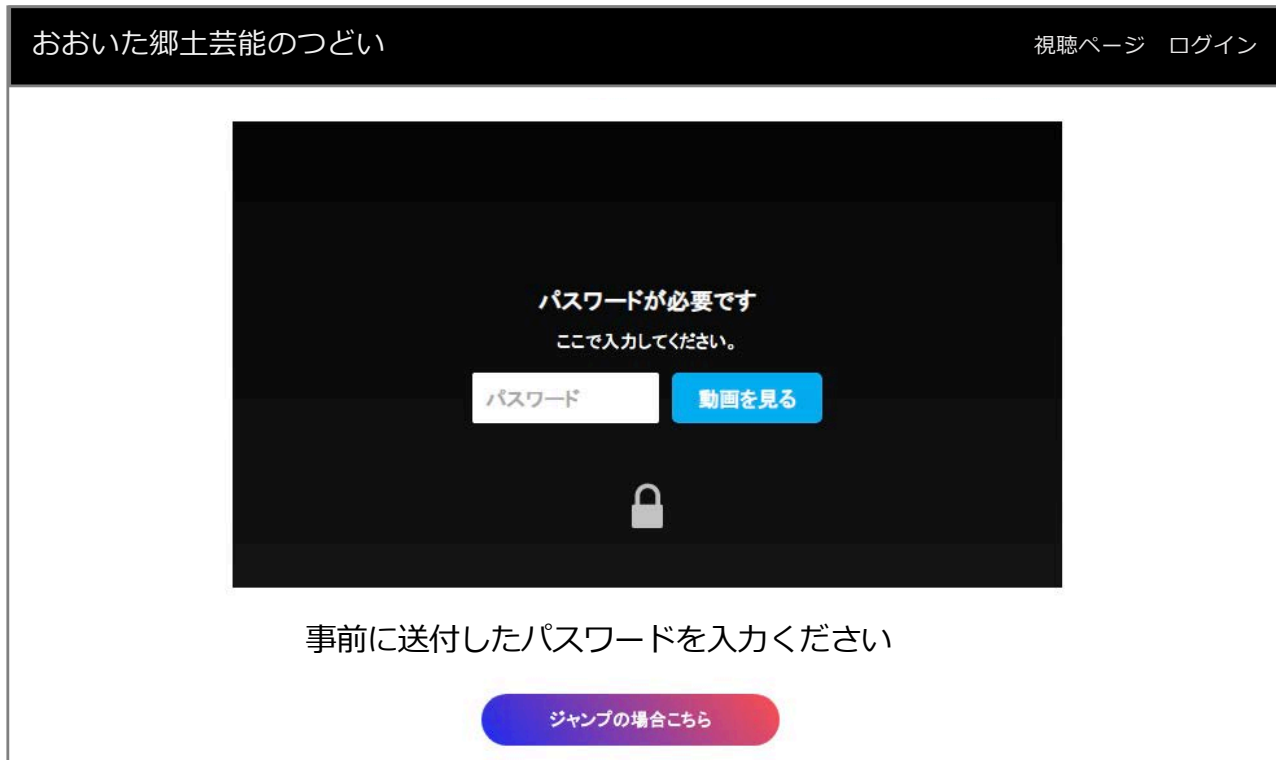 おおいた郷土芸能のつどい
視聴ページ　ログイン
パスワードが必要です
ここで入力してください。
パスワード
動画を見る
事前に送付したパスワードを入力ください
ジャンプの場合こちら